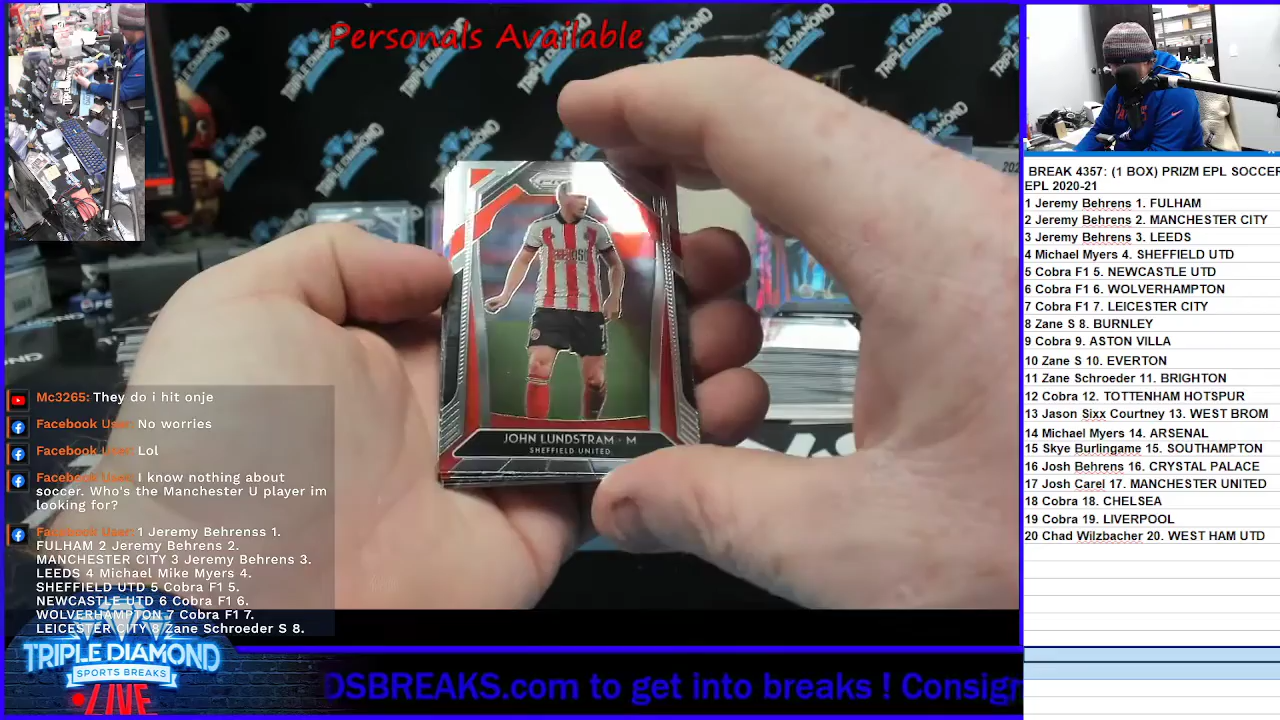 Personals Available
TRIPLE DIAMOND
JOHN LUNDSTRAM · M
SHEFFIELD UNITED
Mc3265: They do i hit onje
Facebook User: No worries
Facebook User: Lol
Facebook User: I know nothing about
soccer. Who's the Manchester U player im
looking for?
Facebook User: 1 Jeremy Behrenss 1.
FULHAM 2 Jeremy Behrens 2.
MANCHESTER CITY 3 Jeremy Behrens 3.
LEEDS 4 Michael Mike Myers 4.
SHEFFIELD UTD 5 Cobra F1 5.
NEWCASTLE UTD 6 Cobra F1 6.
WOLVERHAMPTON 7 Cobra F1 7.
LEICESTER CITY 8 Zane Schroeder S 8.
TRIPLE DIAMOND
SPORTS BREAKS
LIVE
DSBREAKS.com to get into breaks ! Consign
BREAK 4357: (1 BOX) PRIZM EPL SOCCER
EPL 2020-21
1 Jeremy Behrens 1. FULHAM
2 Jeremy Behrens 2. MANCHESTER CITY
3 Jeremy Behrens 3. LEEDS
4 Michael Myers 4. SHEFFIELD UTD
5 Cobra F1 5. NEWCASTLE UTD
6 Cobra F1 6. WOLVERHAMPTON
7 Cobra F1 7. LEICESTER CITY
8 Zane S 8. BURNLEY
9 Cobra 9. ASTON VILLA
10 Zane S 10. EVERTON
11 Zane Schroeder 11. BRIGHTON
12 Cobra 12. TOTTENHAM HOTSPUR
13 Jason Sixx Courtney 13. WEST BROM
14 Michael Myers 14. ARSENAL
15 Skye Burlingame 15. SOUTHAMPTON
16 Josh Behrens 16. CRYSTAL PALACE
17 Josh Carel 17. MANCHESTER UNITED
18 Cobra 18. CHELSEA
19 Cobra 19. LIVERPOOL
20 Chad Wilzbacher 20. WEST HAM UTD